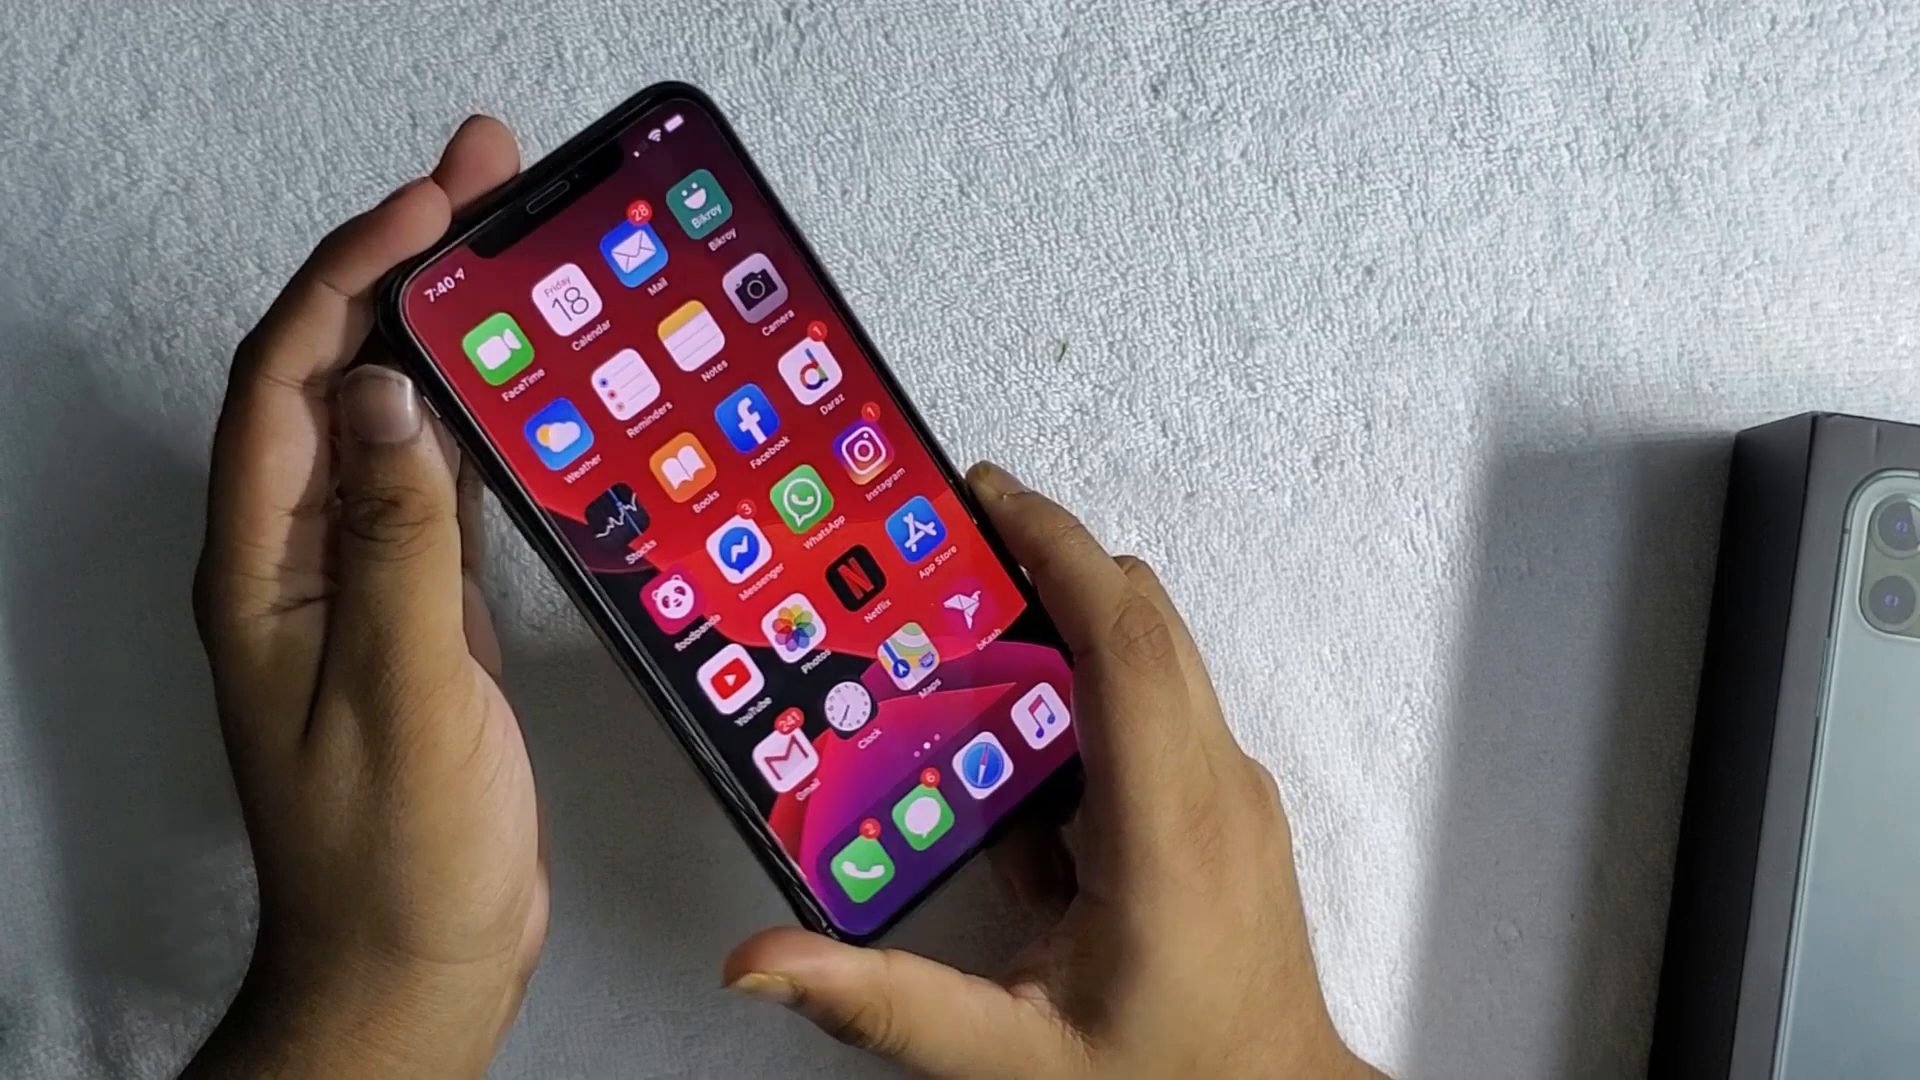 7:40
FaceTime
Friday
18
Calendar
28
Mail
Bikroy
Bikroy
Weather
Reminders
Notes
Camera
Stocks
Books
Facebook
1
Daraz
foodpanda
3
Messenger
WhatsApp
1
Instagram
YouTube
Photos
N
Netflix
App Store
241
Gmail
Clock
Maps
bKash
2
6